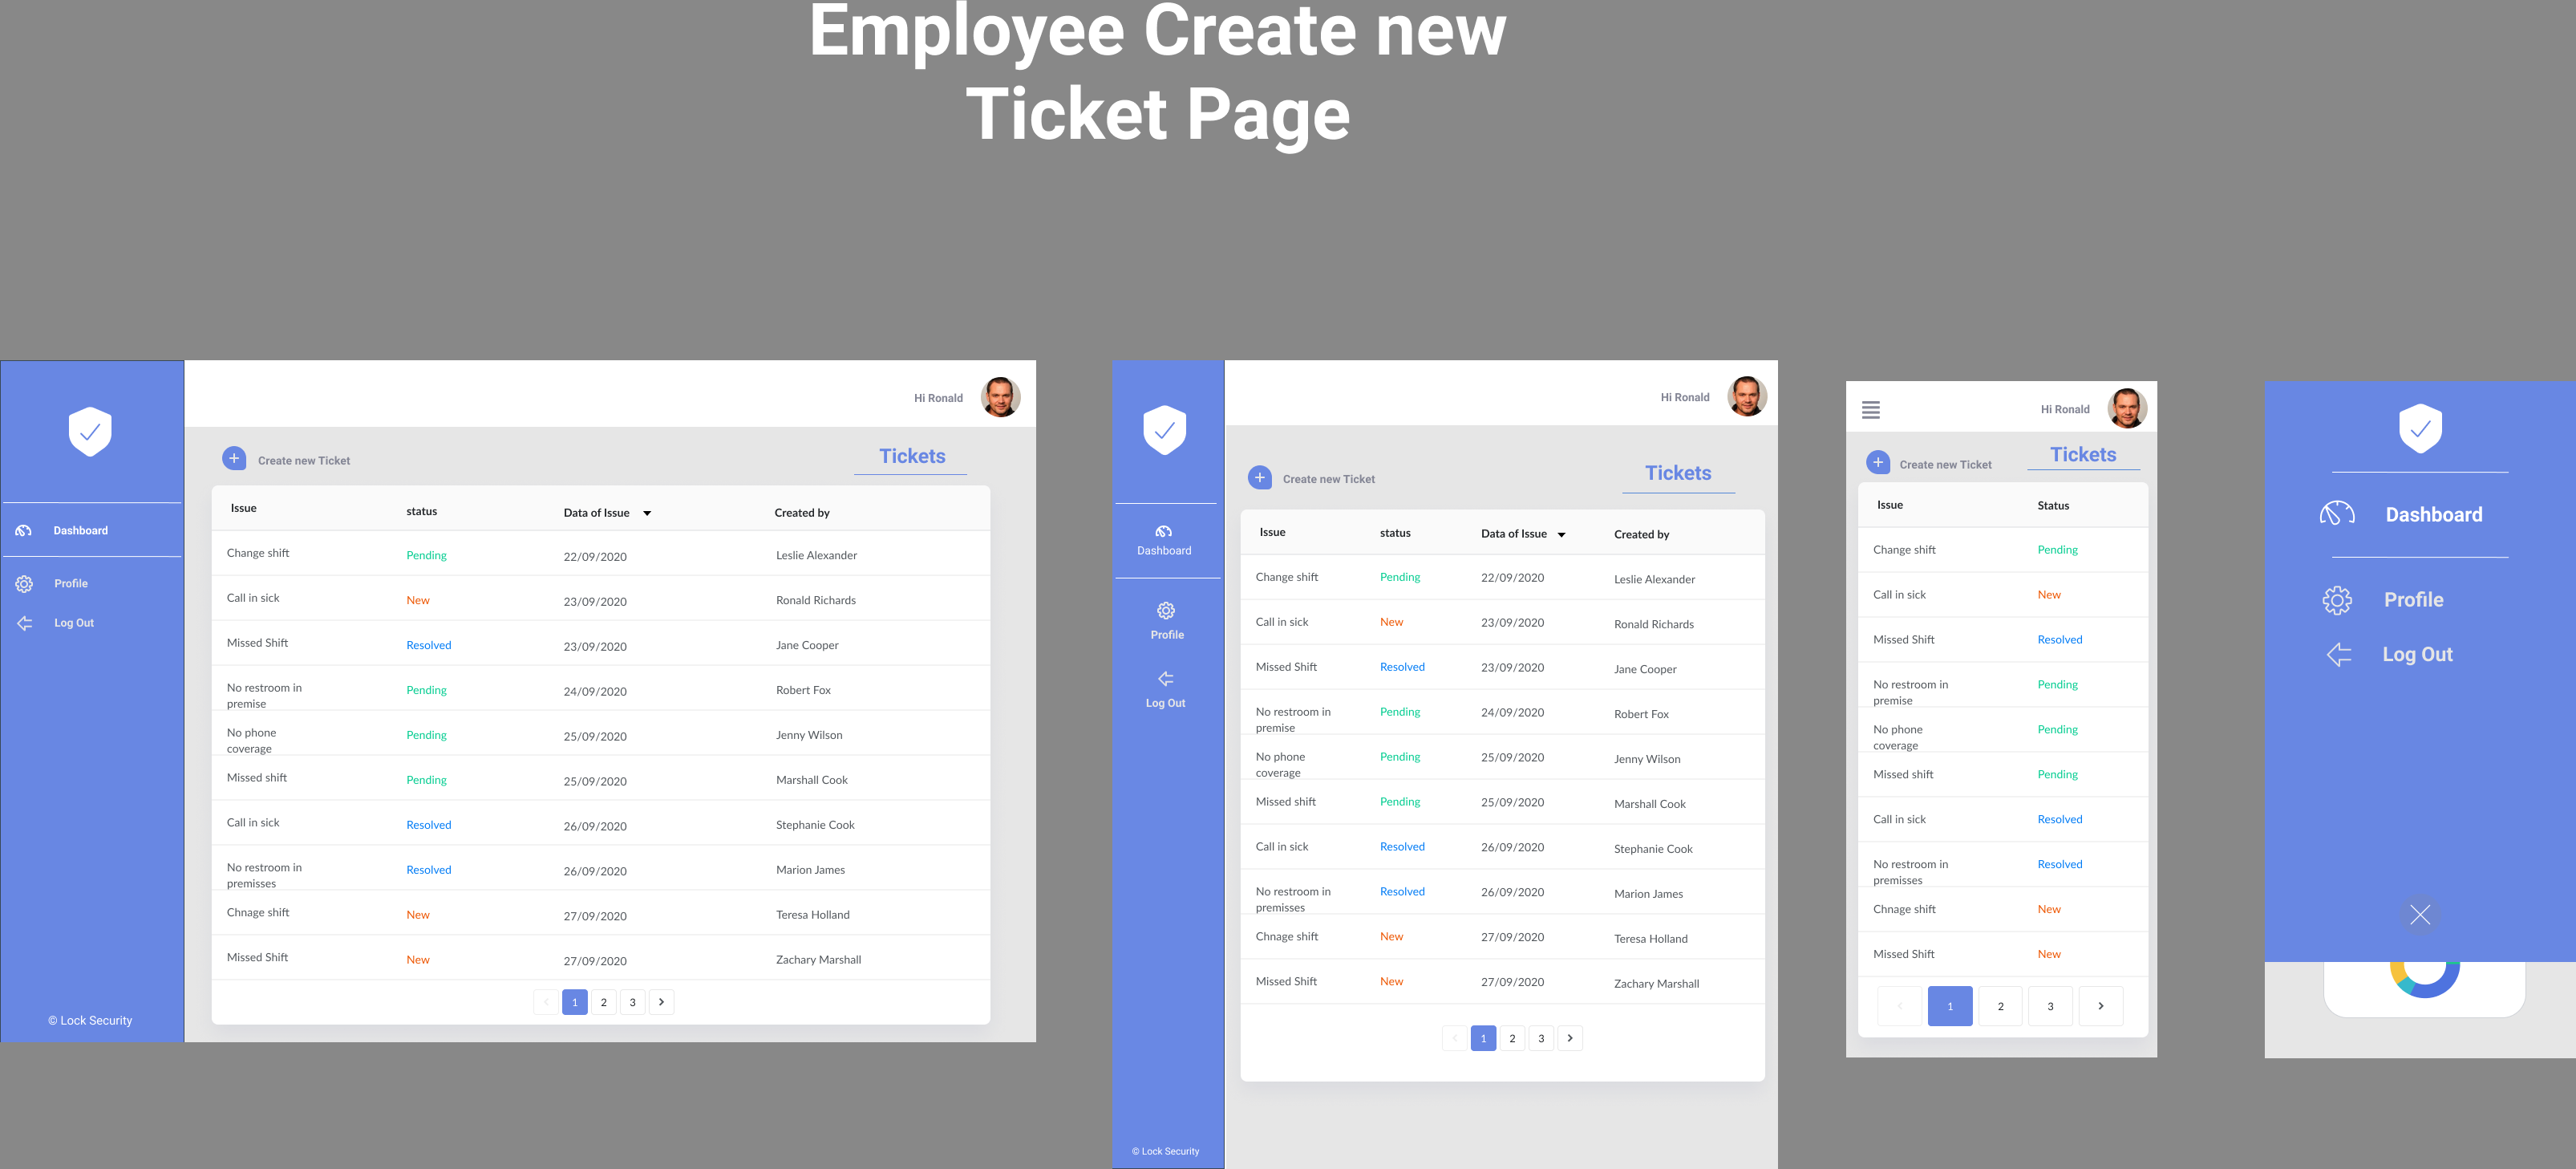 Employee Create new
Ticket Page
Hi Ronald
Create new Ticket
Tickets
Dashboard
Profile
Log Out
© Lock Security
Issue status Data of Issue Created by
Change shift Pending 22/09/2020 Leslie Alexander
Call in sick New 23/09/2020 Ronald Richards
Missed Shift Resolved 23/09/2020 Jane Cooper
No restroom in
premise
Pending 24/09/2020 Robert Fox
No phone
coverage
Pending 25/09/2020 Jenny Wilson
Missed shift Pending 25/09/2020 Marshall Cook
Call in sick Resolved 26/09/2020 Stephanie Cook
No restroom in
premisses
Resolved 26/09/2020 Marion James
Chnage shift New 27/09/2020 Teresa Holland
Missed Shift New 27/09/2020 Zachary Marshall
1 2 3
Hi Ronald
Create new Ticket
Tickets
Dashboard
Profile
Log Out
© Lock Security
Issue status Data of Issue Created by
Change shift Pending 22/09/2020 Leslie Alexander
Call in sick New 23/09/2020 Ronald Richards
Missed Shift Resolved 23/09/2020 Jane Cooper
No restroom in
premise
Pending 24/09/2020 Robert Fox
No phone
coverage
Pending 25/09/2020 Jenny Wilson
Missed shift Pending 25/09/2020 Marshall Cook
Call in sick Resolved 26/09/2020 Stephanie Cook
No restroom in
premisses
Resolved 26/09/2020 Marion James
Chnage shift New 27/09/2020 Teresa Holland
Missed Shift New 27/09/2020 Zachary Marshall
1 2 3
Hi Ronald
Create new Ticket
Tickets
Issue Status
Change shift Pending
Call in sick New
Missed Shift Resolved
No restroom in
premise
Pending
No phone
coverage
Pending
Missed shift Pending
Call in sick Resolved
No restroom in
premisses
Resolved
Chnage shift New
Missed Shift New
1 2 3
Dashboard
Profile
Log Out